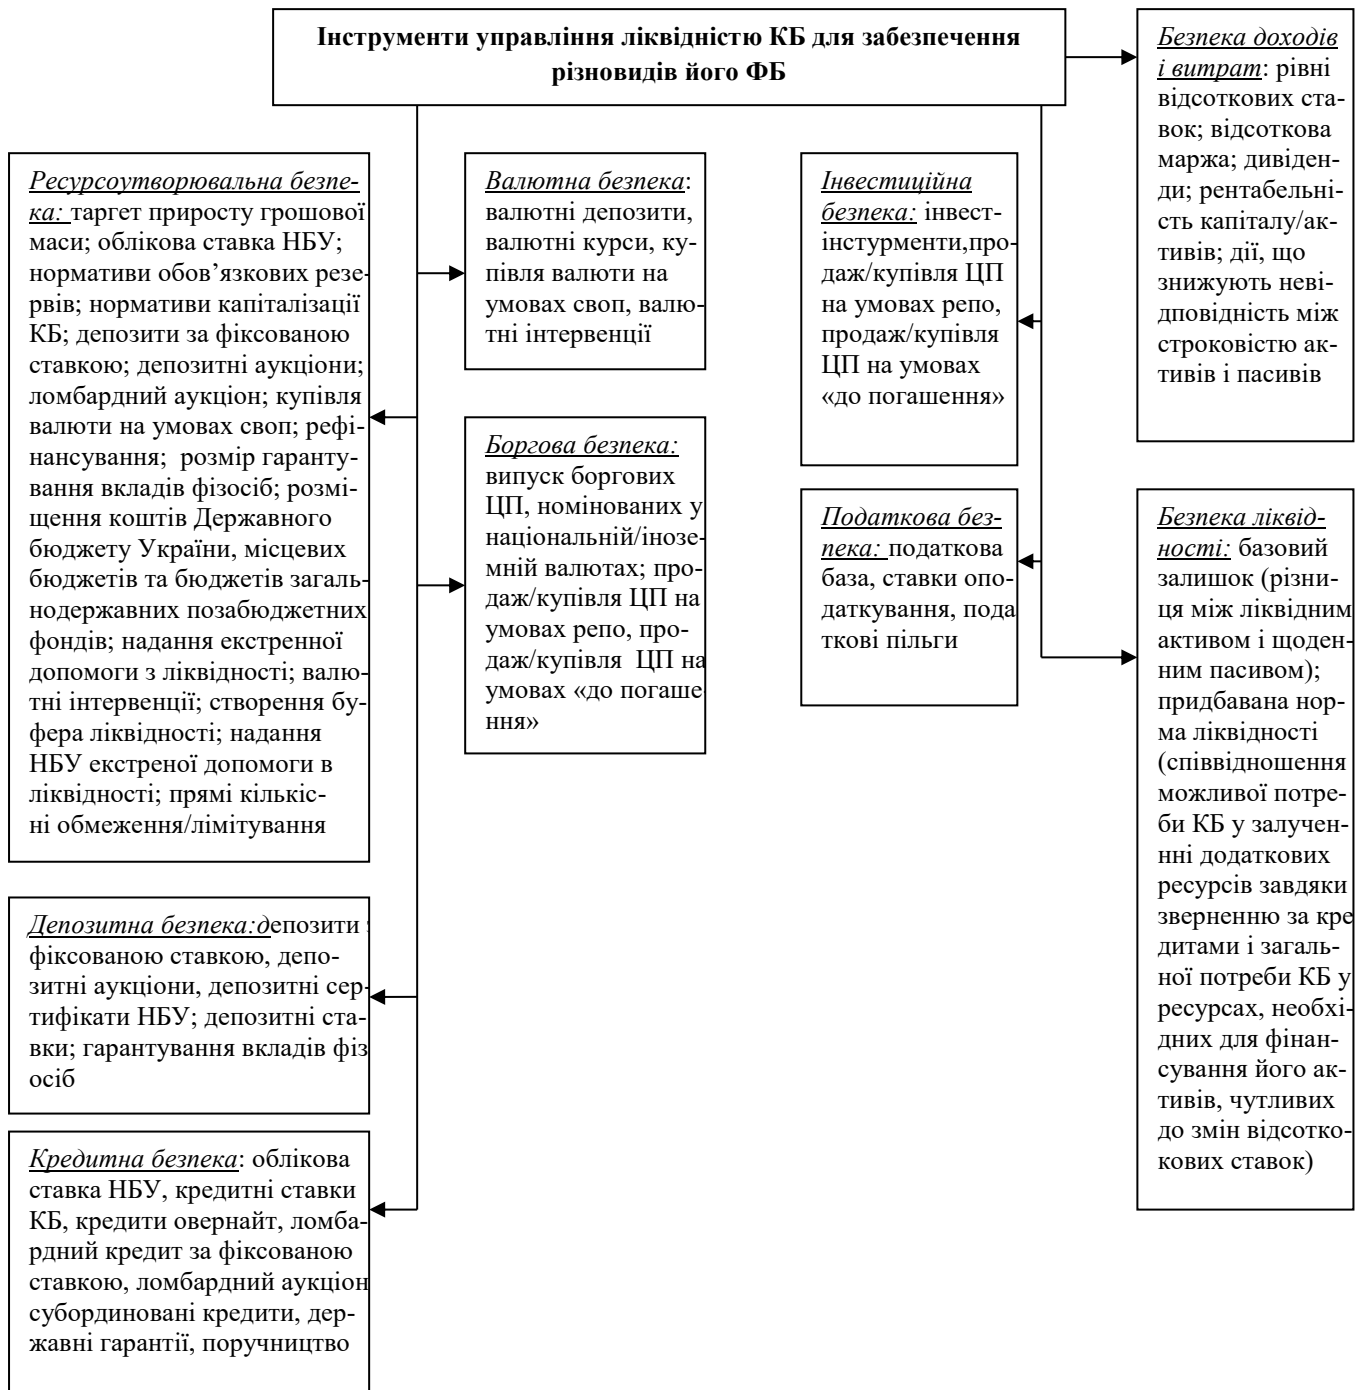 Інструменти управління ліквідністю КБ для забезпечення
різновидів його ФБ
Ресурсоутворювальна безпе-
ка: таргет приросту грошової
маси; облікова ставка НБУ;
нормативи обов’язкових резе-
рвів; нормативи капіталізації
КБ; депозити за фіксованою
ставкою; депозитні аукціони;
ломбардний аукціон; купівля
валюти на умовах своп; рефі-
нансування; розмір гаранту-
вання вкладів фізосіб; розмі-
щення коштів Державного
бюджету України, місцевих
бюджетів та бюджетів загаль-
нодержавних позабюджетних
фондів; надання екстренної
допомоги з ліквідності; валю-
тні інтервенції; створення бу-
фера ліквідності; надання
НБУ екстреної допомоги в
ліквідності; прямі кількіс-
ні обмеження/лімітування
Депозитна безпека:депозити
фіксованою ставкою, депо-
зитні аукціони, депозитні сер-
тифікати НБУ; депозитні ста-
вки; гарантування вкладів фіз
осіб
Кредитна безпека: облікова
ставка НБУ, кредитні ставки
КБ, кредити овернайт, ломба-
рдний кредит за фіксованою
ставкою, ломбардний аукціон
субординовані кредити, дер-
жавні гарантії, поручництво
Валютна безпека:
валютні депозити,
валютні курси, ку-
півля валюти на
умовах своп, валю-
тні інтервенції
Боргова безпека:
випуск боргових
ЦП, номінованих у
національній/інозе-
мній валютах; про-
даж/купівля ЦП на
умовах репо, про-
даж/купівля ЦП на
умовах «до погаше
ння»
Інвестиційна
безпека: інвест-
інстурменти,про-
даж/купівля ЦП
на умовах репо,
продаж/купівля
ЦП на умовах
«до погашення»
Податкова без-
пека: податкова
база, ставки опо-
даткування, пода
ткові пільги
Безпека доходів
і витрат: рівні
відсоткових ста-
вок; відсоткова
маржа; дивіден-
ди; рентабельні-
сть капіталу/ак-
тивів; дії, що
знижують неві-
дповідність між
строковістю ак-
тивів і пасивів
Безпека ліквід-
ності: базовий
залишок (різни-
ця між ліквідним
активом і щоден-
ним пасивом);
придбавана нор-
ма ліквідності
(співвідношення
можливої потре-
би КБ у залучен-
нні додаткових
ресурсів завдяки
зверненню за кре
дитами і загаль-
ної потреби КБ у
ресурсах, необхі-
дних для фінан-
сування його ак-
тивів, чутливих
до змін відсотко-
кових ставок)